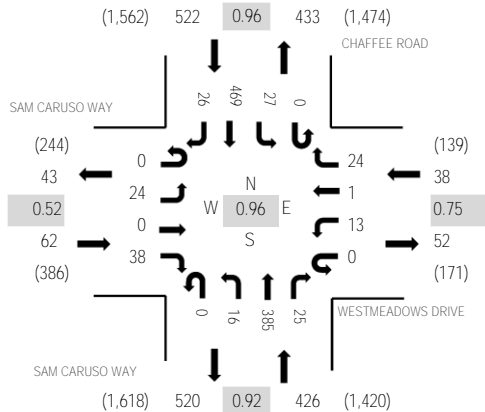 (1,562) 522 0.96 433 (1,474)
CHAFFEE ROAD
SAM CARUSO WAY
26 469 27 0
(244) 0 24 (139)
43 24 N 1 38
0.52 W 0.96 E 0.75
62 0 S 13 52
(386) 38 0 (171)
0 16 385 25
WESTMEADOWS DRIVE
SAM CARUSO WAY
(1,618) 520 0.92 426 (1,420)